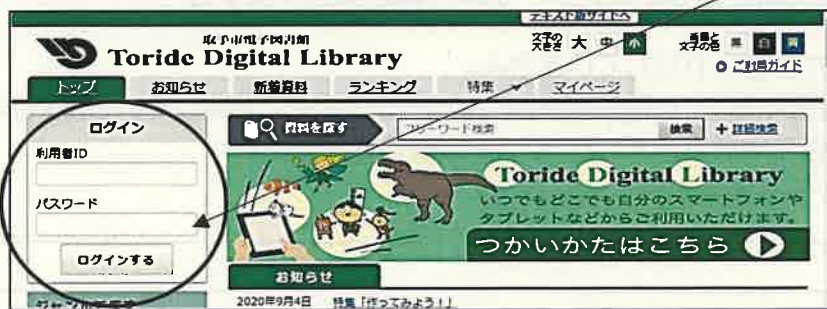 テキスト版サイトへ
取手市電子図書館
Toride Digital Library
文字の大きさ 大 中 小
背景と文字の色
ご利用ガイド
トップ お知らせ 新着資料 ランキング 特集 マイページ
ログイン
利用者ID
パスワード
ログインする
資料を探す フリーワード検索 検索 + 詳細検索
Toride Digital Library
いつでもどこでも自分のスマートフォンや
タブレットなどからご利用いただけます。
つかいかたはこちら
お知らせ
2020年9月4日 特集「作ってみよう!」